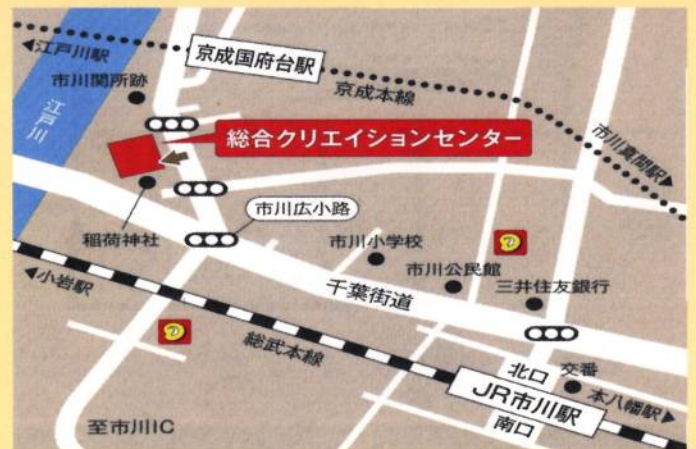 ◀江戸川駅
京成国府台駅
京成本線
市川真間駅▶
市川関所跡
江戸川
総合クリエイションセンター
稲荷神社
市川広小路
市川小学校
市川公民館
三井住友銀行
千葉街道
◀小岩駅
総武本線
北口
交番
JR市川駅
本八幡駅▶
南口
至市川IC